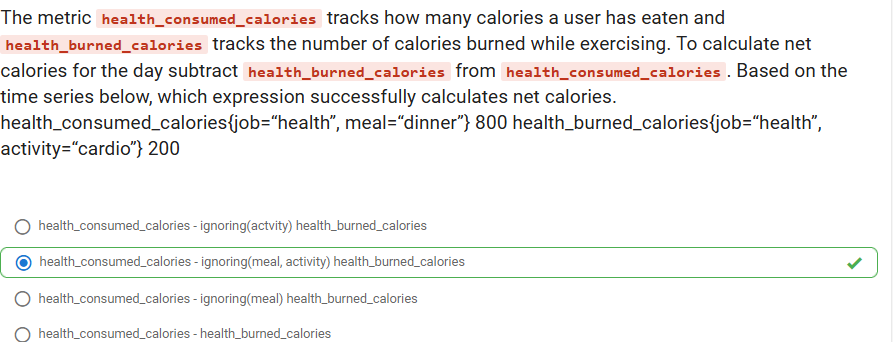 The metric health_consumed_calories tracks how many calories a user has eaten and
health_burned_calories tracks the number of calories burned while exercising. To calculate net
calories for the day subtract health_burned_calories from health_consumed_calories . Based on the
time series below, which expression successfully calculates net calories.
health_consumed_calories{job=“health”, meal=“dinner”} 800 health_burned_calories{job=“health”,
activity=“cardio”} 200
health_consumed_calories - ignoring(actvity) health_burned_calories
health_consumed_calories - ignoring(meal, activity) health_burned_calories
health_consumed_calories - ignoring(meal) health_burned_calories
health_consumed_calories - health_burned_calories